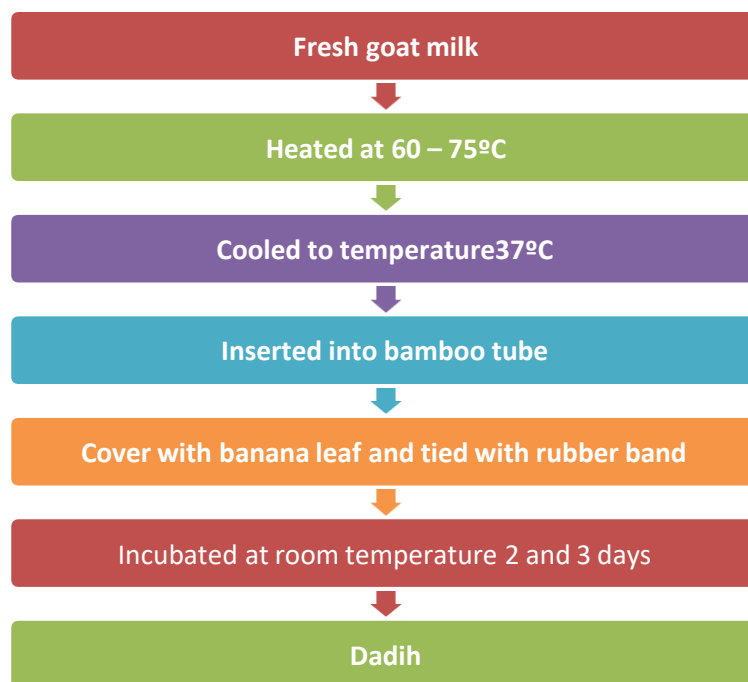 Fresh goat milk
Heated at 60 – 75ºC
Cooled to temperature37ºC
Inserted into bamboo tube
Cover with banana leaf and tied with rubber band
Incubated at room temperature 2 and 3 days
Dadih